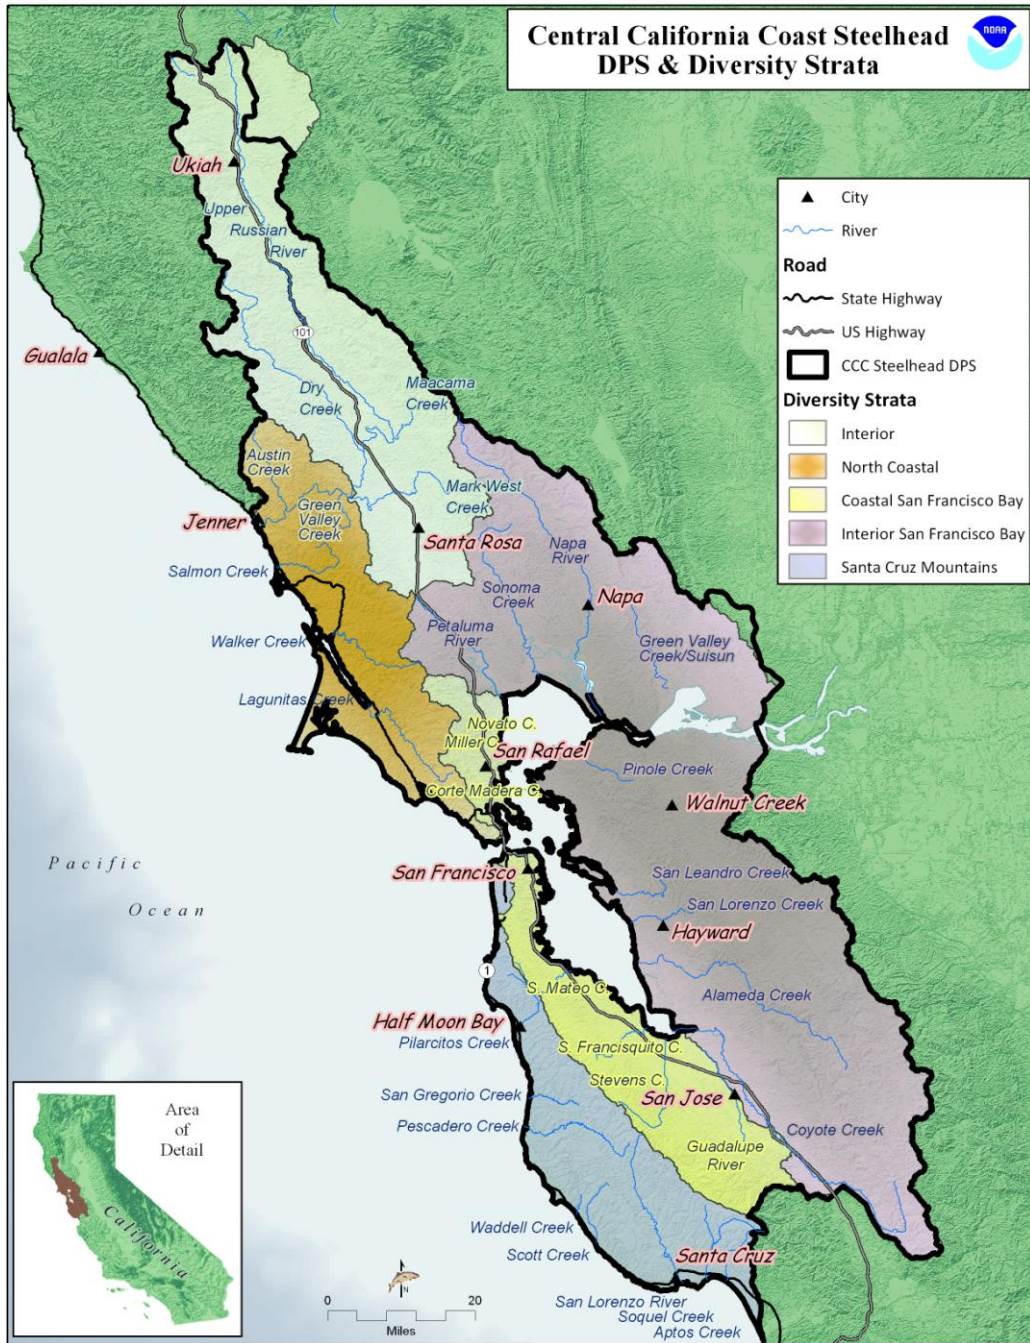 Central California Coast Steelhead
DPS & Diversity Strata
NOAA
City
River
Road
State Highway
US Highway
CCC Steelhead DPS
Diversity Strata
Interior
North Coastal
Coastal San Francisco Bay
Interior San Francisco Bay
Santa Cruz Mountains
Ukiah
Upper
Russian
River
101
Gualala
Dry
Creek
Maacama
Creek
Austin
Creek
Mark West
Creek
Green
Valley
Creek
Jenner
Santa Rosa
Salmon Creek
Napa
River
Sonoma
Creek
Napa
Petaluma
River
Walker Creek
Green Valley
Creek/Suisun
Lagunitas Creek
Novato C.
Miller C.
San Rafael
Pinole Creek
Corte Madera C.
Walnut Creek
San Francisco
San Leandro Creek
San Lorenzo Creek
Hayward
Pacific
Ocean
1
S. Mateo C.
Alameda Creek
Half Moon Bay
Pilarcitos Creek
S. Francisquito C.
Stevens C.
San Gregorio Creek
San Jose
Pescadero Creek
Coyote Creek
Guadalupe
River
Waddell Creek
Scott Creek
Santa Cruz
San Lorenzo River
Soquel Creek
Aptos Creek
Area
of
Detail
California
N
0
20
Miles